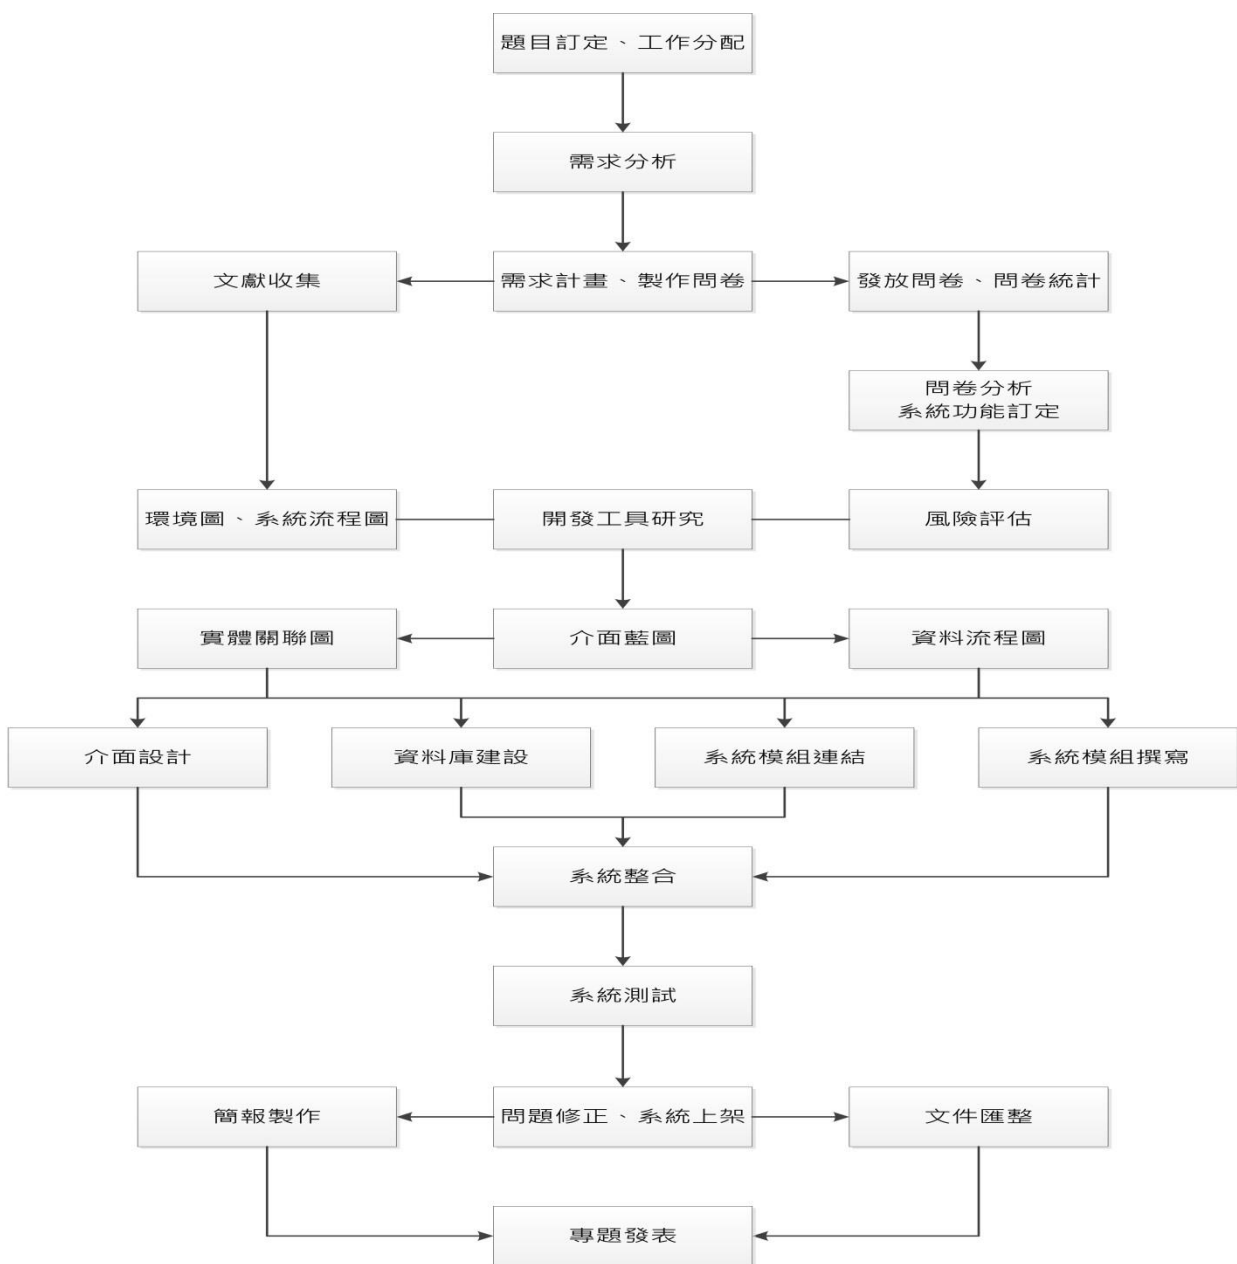 題目訂定、工作分配
需求分析
文獻收集
需求計畫、製作問卷
發放問卷、問卷統計
問卷分析
系統功能訂定
環境圖、系統流程圖
開發工具研究
風險評估
實體關聯圖
介面藍圖
資料流程圖
介面設計
資料庫建設
系統模組連結
系統模組撰寫
系統整合
系統測試
簡報製作
問題修正、系統上架
文件匯整
專題發表